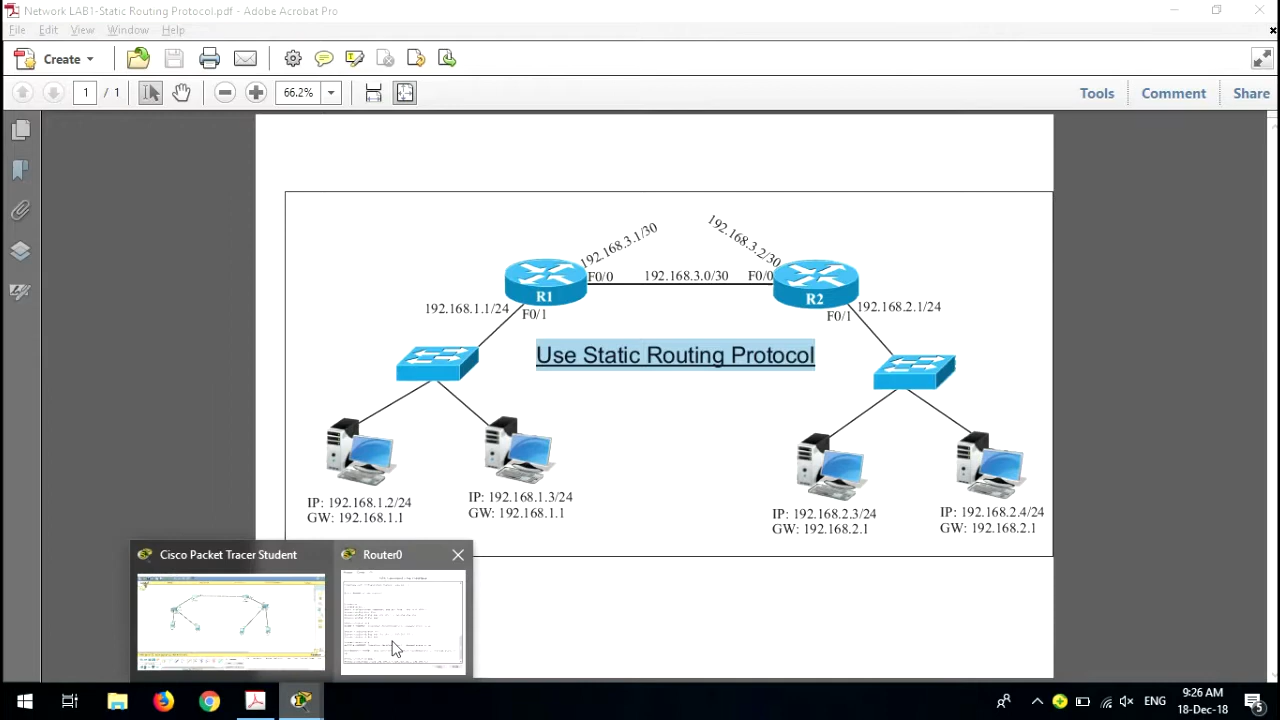 Network LAB1-Static Routing Protocol.pdf - Adobe Acrobat Pro
File Edit View Window Help
Create
1 / 1
66.2%
Tools
Comment
Share
192.168.3.1/30
192.168.3.2/30
F0/0
192.168.3.0/30
F0/0
R1
R2
192.168.1.1/24
F0/1
192.168.2.1/24
F0/1
Use Static Routing Protocol
IP: 192.168.1.2/24
GW: 192.168.1.1
IP: 192.168.1.3/24
GW: 192.168.1.1
IP: 192.168.2.3/24
GW: 192.168.2.1
IP: 192.168.2.4/24
GW: 192.168.2.1
Cisco Packet Tracer Student
Router0
ENG
9:26 AM
18-Dec-18
5